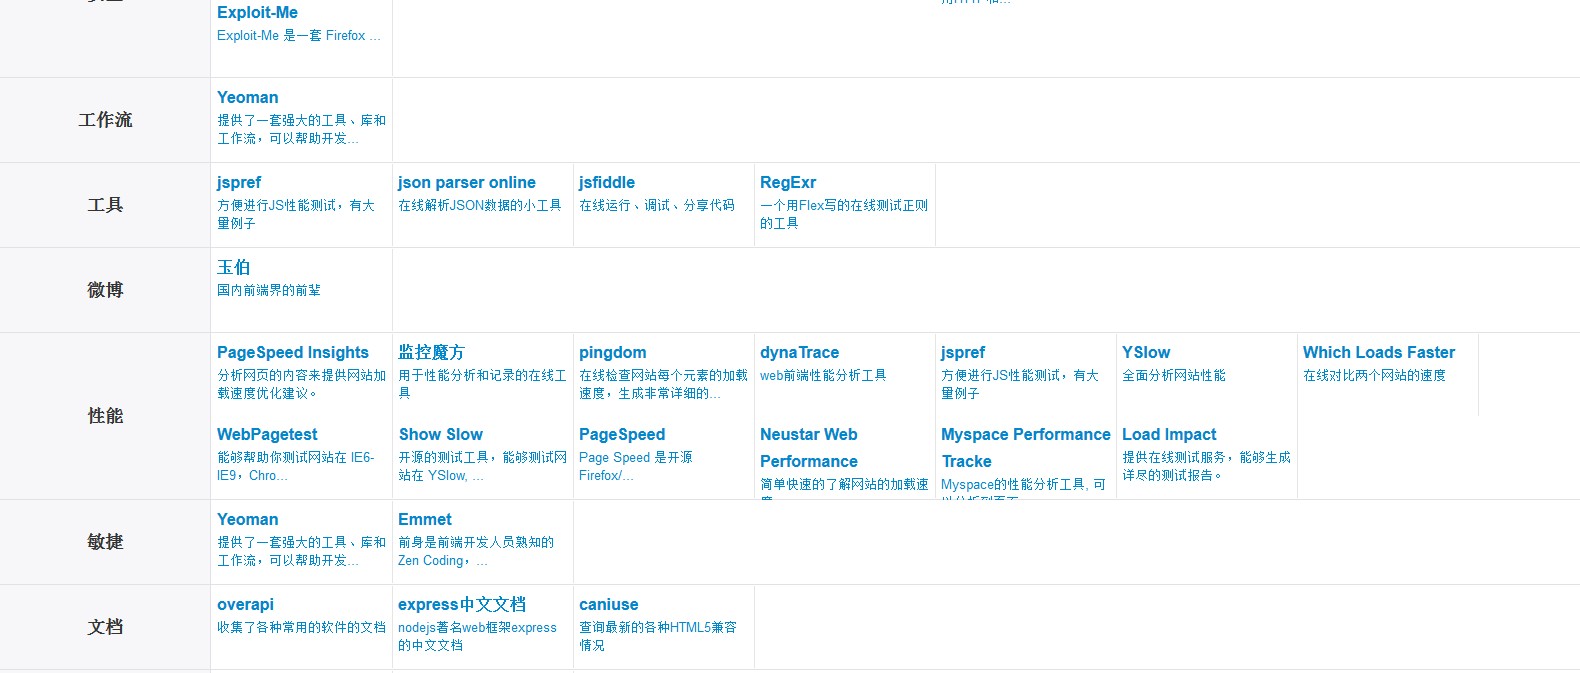 Exploit-Me
Exploit-Me 是一套 Firefox ...
工作流
Yeoman
提供了一套强大的工具、库和
工作流，可以帮助开发...
工具
jspref
方便进行JS性能测试，有大
量例子
json parser online
在线解析JSON数据的小工具
jsfiddle
在线运行、调试、分享代码
RegExr
一个用Flex写的在线测试正则
的工具
微博
玉伯
国内前端界的前辈
性能
PageSpeed Insights
分析网页的内容来提供网站加
载速度优化建议。
监控魔方
用于性能分析和记录的在线工
具
pingdom
在线检查网站每个元素的加载
速度，生成非常详细的...
dynaTrace
web前端性能分析工具
jspref
方便进行JS性能测试，有大
量例子
YSlow
全面分析网站性能
Which Loads Faster
在线对比两个网站的速度
WebPagetest
能够帮助你测试网站在 IE6-
IE9，Chro...
Show Slow
开源的测试工具，能够测试网
站在 YSlow, ...
PageSpeed
Page Speed 是开源
Firefox/...
Neustar Web
Performance
简单快速的了解网站的加载速
Myspace Performance
Tracke
Myspace的性能分析工具, 可
Load Impact
提供在线测试服务，能够生成
详尽的测试报告。
敏捷
Yeoman
提供了一套强大的工具、库和
工作流，可以帮助开发...
Emmet
前身是前端开发人员熟知的
Zen Coding，...
文档
overapi
收集了各种常用的软件的文档
express中文文档
nodejs著名web框架express
的中文文档
caniuse
查询最新的各种HTML5兼容
情况